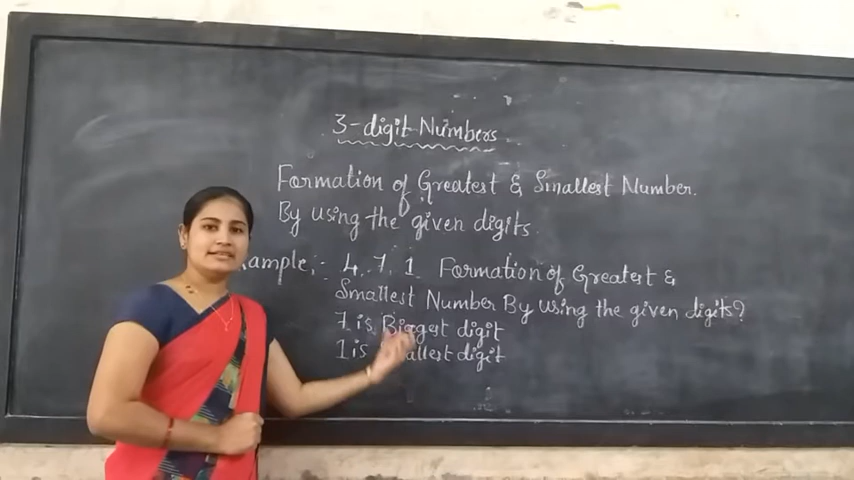 3-digit Numbers
Formation of Greatest & Smallest Number.
By using the given digits.
ample:- 4, 7, 1 Formation of Greatest &
Smallest Number By using the given digits?
7 is Biggest digit
1 is Smallest digit